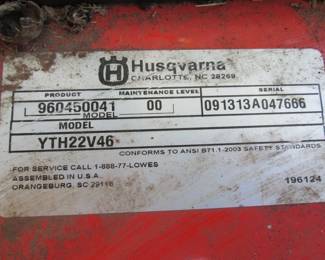 Husqvarna
CHARLOTTE, NC 28269
PRODUCT MAINTENANCE LEVEL SERIAL
960450041 00 091313A047666
MODEL
MODEL
YTH22V46
CONFORMS TO ANSI B71.1-2003 SAFETY STANDARDS
FOR SERVICE CALL 1-888-77-LOWES
ASSEMBLED IN U.S.A.
ORANGEBURG, SC 29116
196124